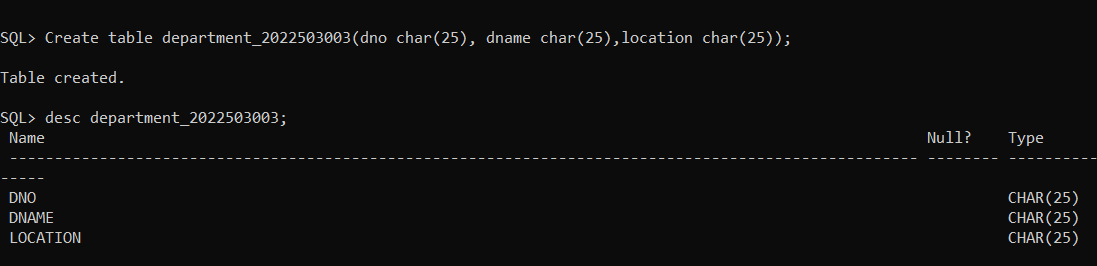 SQL> Create table department_2022503003(dno char(25), dname char(25),location char(25));
Table created.
SQL> desc department_2022503003;
Name Null? Type
----------------------------------------------------------------------------------------------------- -------- ----------
-----
DNO CHAR(25)
DNAME CHAR(25)
LOCATION CHAR(25)